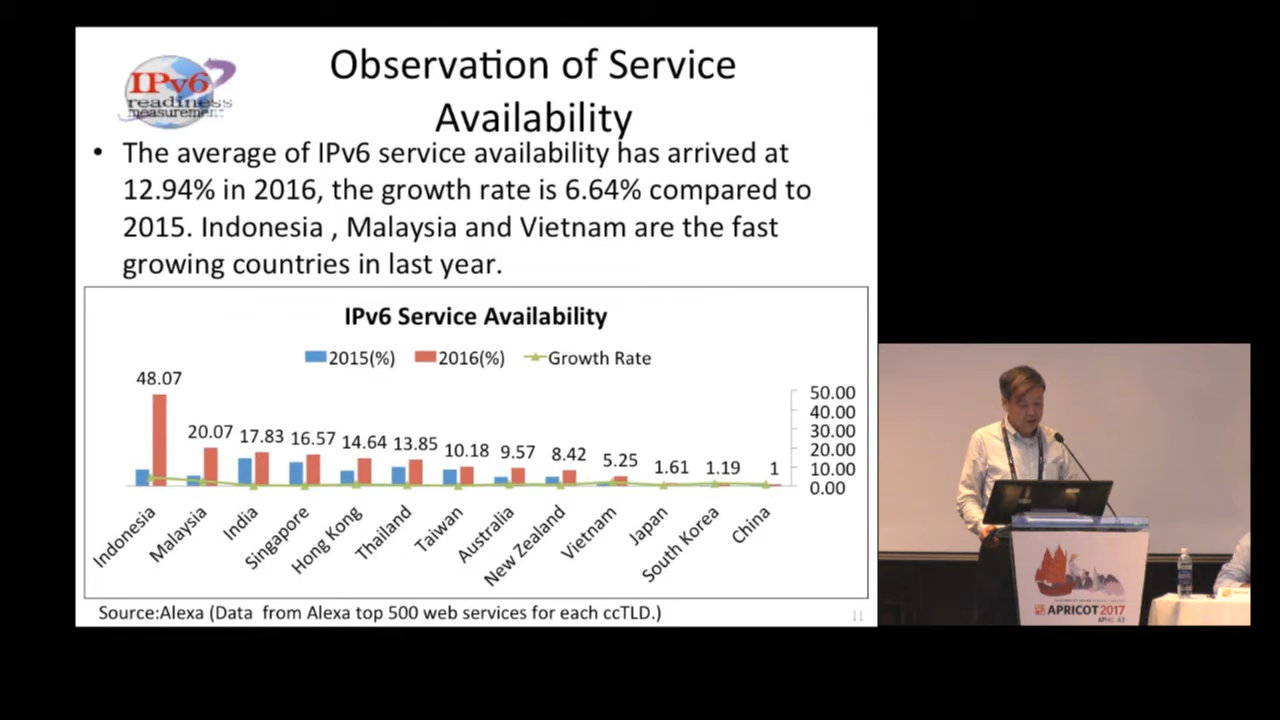 IPv6
readiness
measurement
Observation of Service
Availability
• The average of IPv6 service availability has arrived at
12.94% in 2016, the growth rate is 6.64% compared to
2015. Indonesia , Malaysia and Vietnam are the fast
growing countries in last year.
IPv6 Service Availability
2015(%) 2016(%) Growth Rate
48.07 20.07 17.83 16.57 14.64 13.85 10.18 9.57 8.42 5.25 1.61 1.19 1
50.00
40.00
30.00
20.00
10.00
0.00
Indonesia Malaysia India Singapore Hong Kong Thailand Taiwan Australia New Zealand Vietnam Japan South Korea China
Source:Alexa (Data from Alexa top 500 web services for each ccTLD.)
11
APRICOT 2017